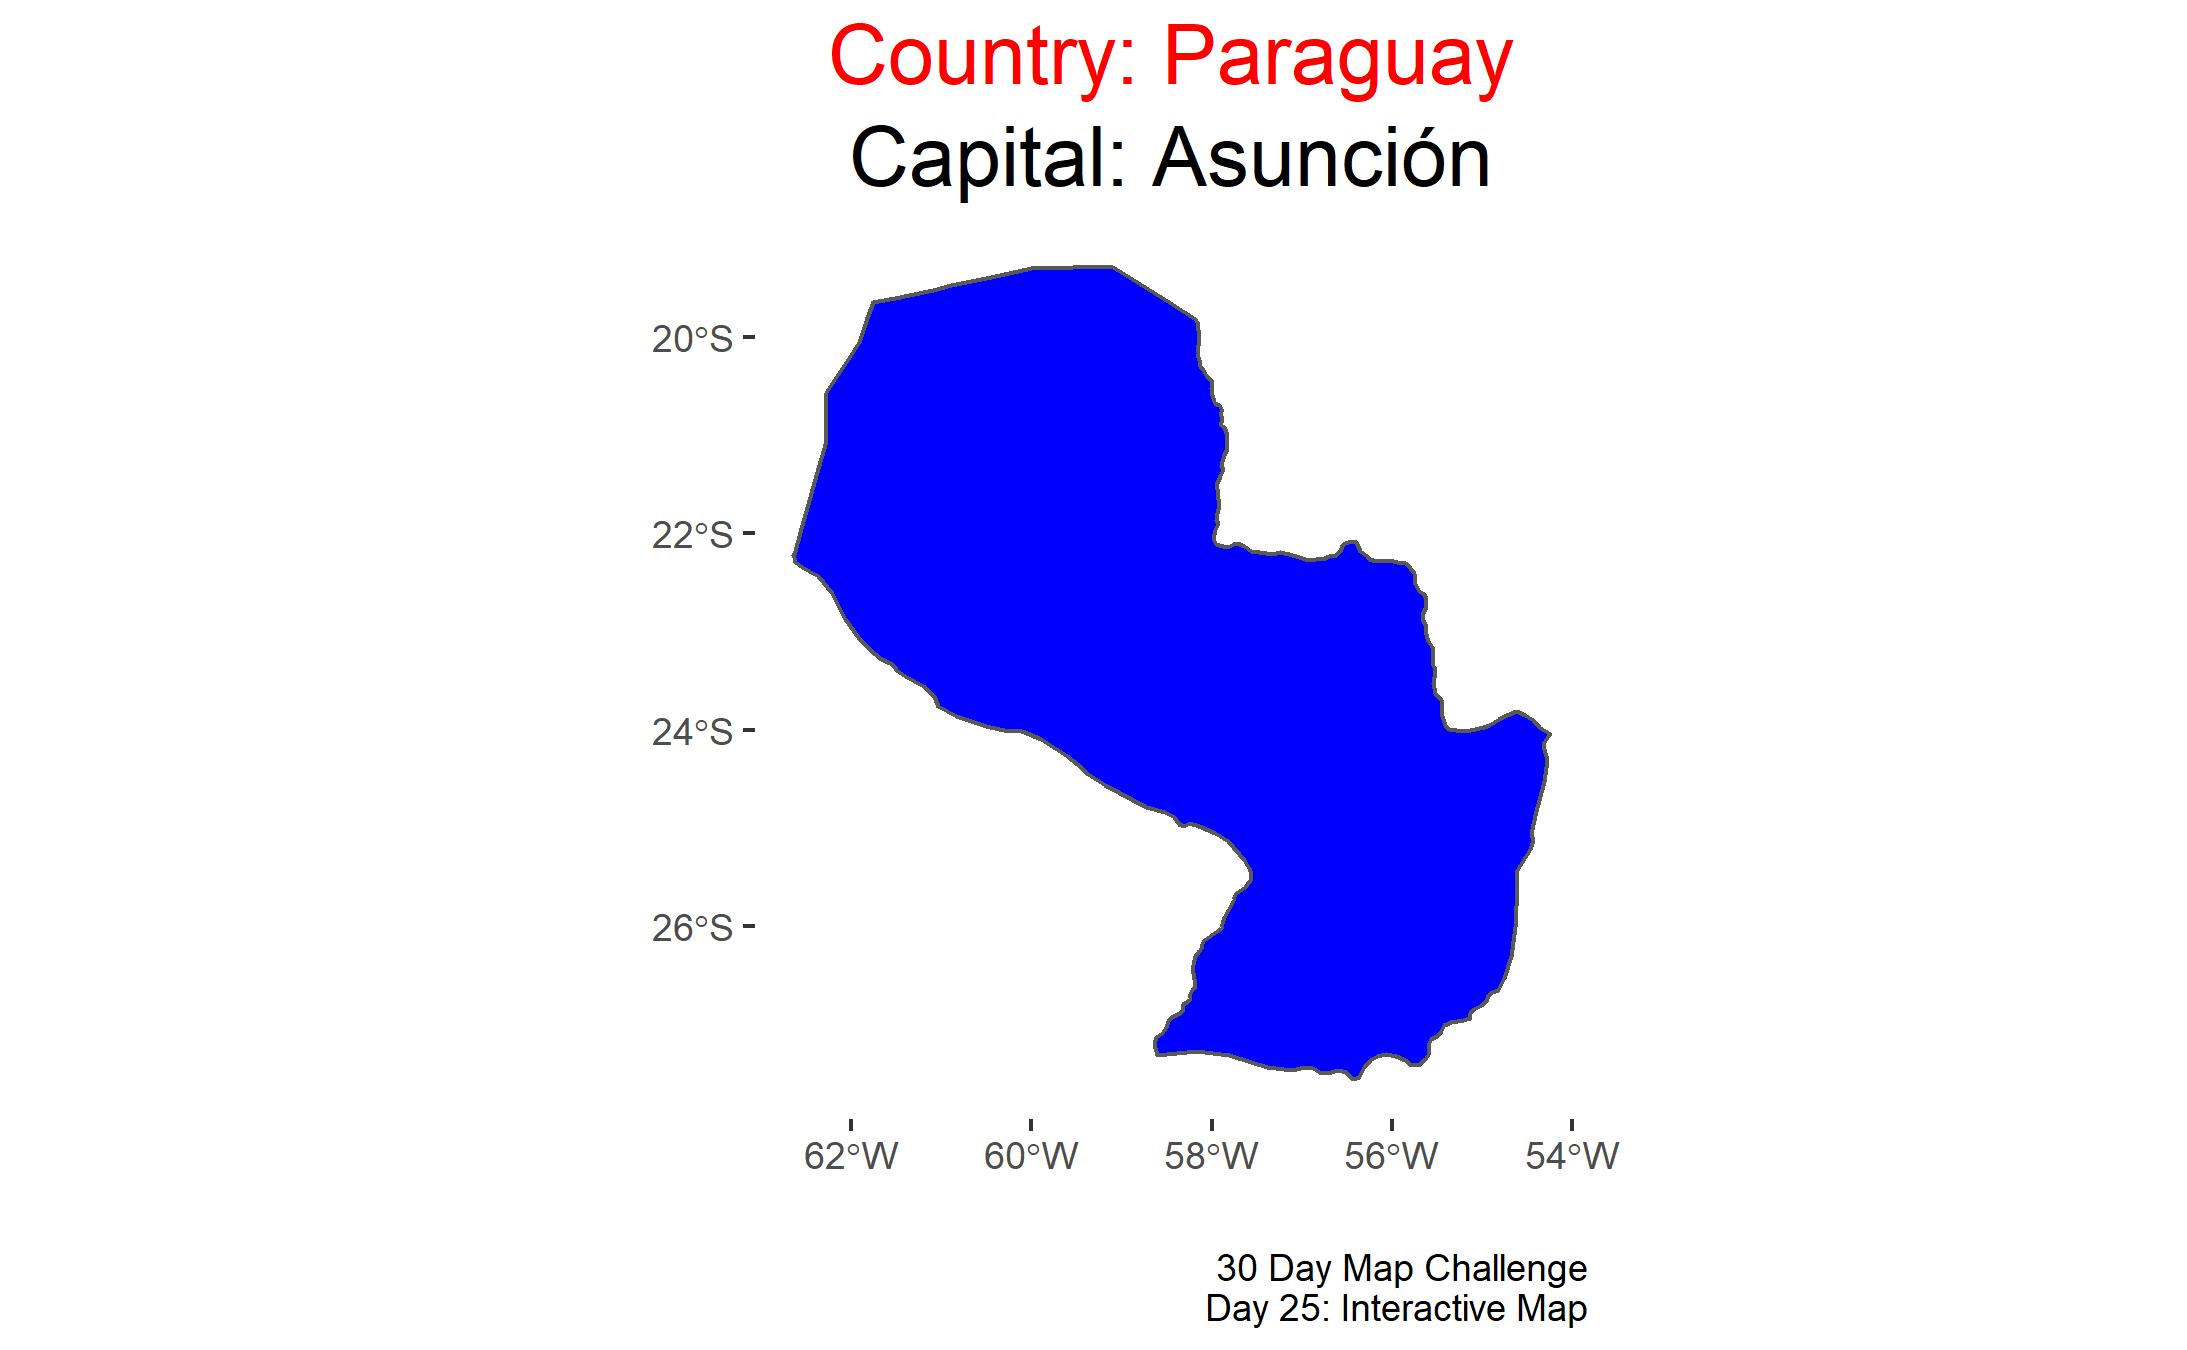 Country: Paraguay
Capital: Asunción
20°S
22°S
24°S
26°S
62°W 60°W 58°W 56°W 54°W
30 Day Map Challenge
Day 25: Interactive Map